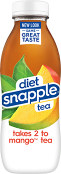 NEW LOOK
SAME
GREAT
TASTE
diet
snapple
tea
takes 2 to
mango™ tea